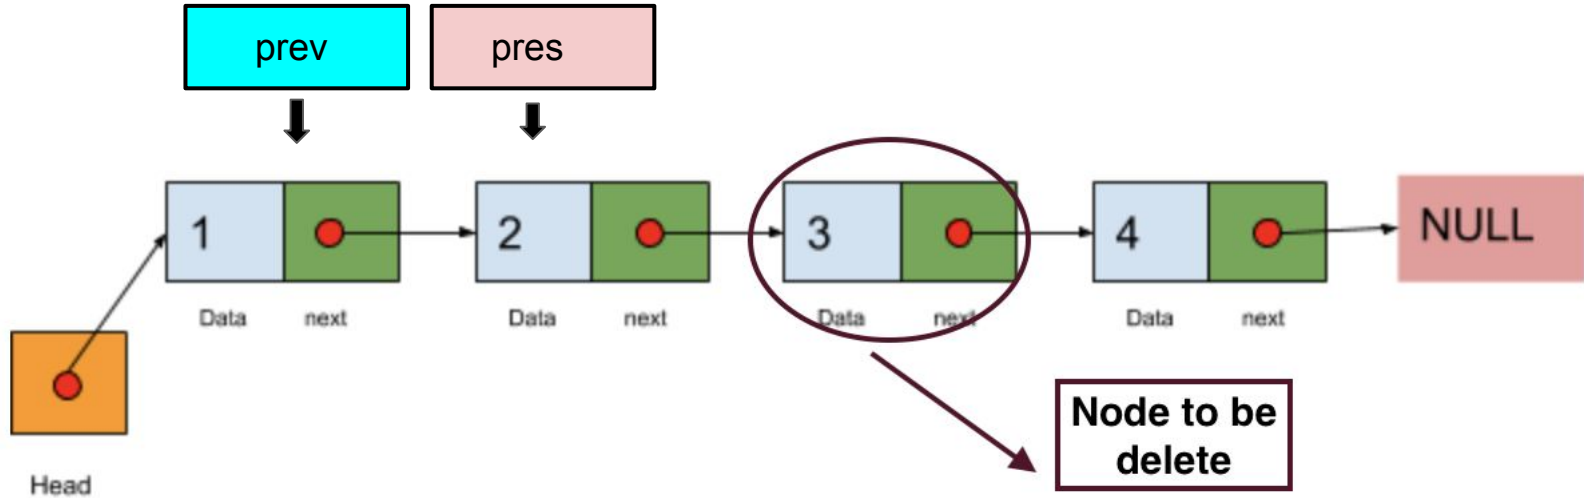 prev
pres
1
2
3
4
NULL
Data next
Data next
Data next
Data next
Head
Node to be
delete